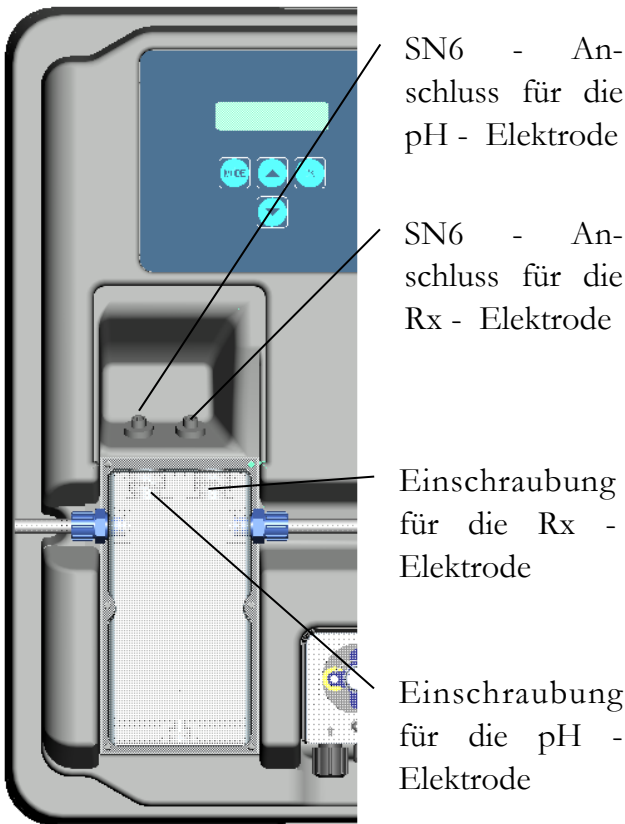 SN6 - An-
schluss für die
pH - Elektrode
SN6 - An-
schluss für die
Rx - Elektrode
Einschraubung
für die Rx -
Elektrode
Einschraubung
für die pH -
Elektrode